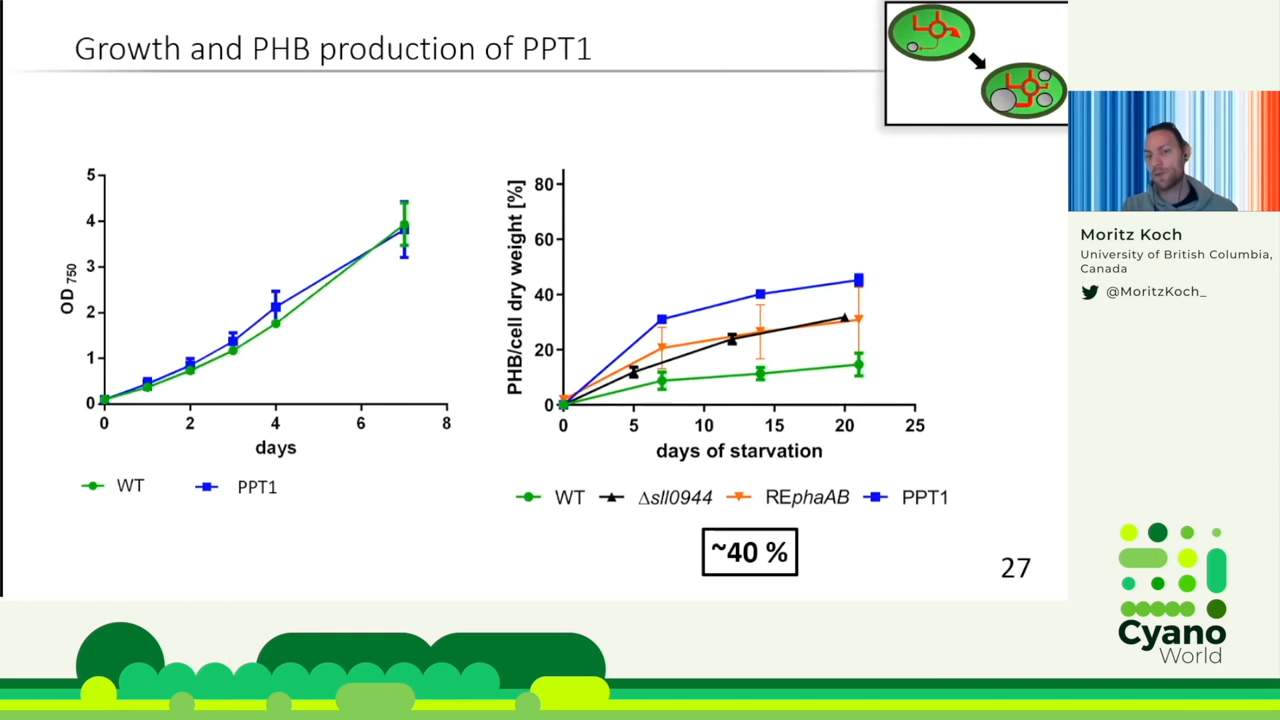 Growth and PHB production of PPT1
OD 750
5
4
3
2
1
0
0 2 4 6 8
days
WT PPT1
PHB/cell dry weight [%]
80
60
40
20
0
0 5 10 15 20 25
days of starvation
WT Δsll0944 REphaAB PPT1
~40 %
27
Moritz Koch
University of British Columbia,
Canada
@MoritzKoch_
Cyano
World